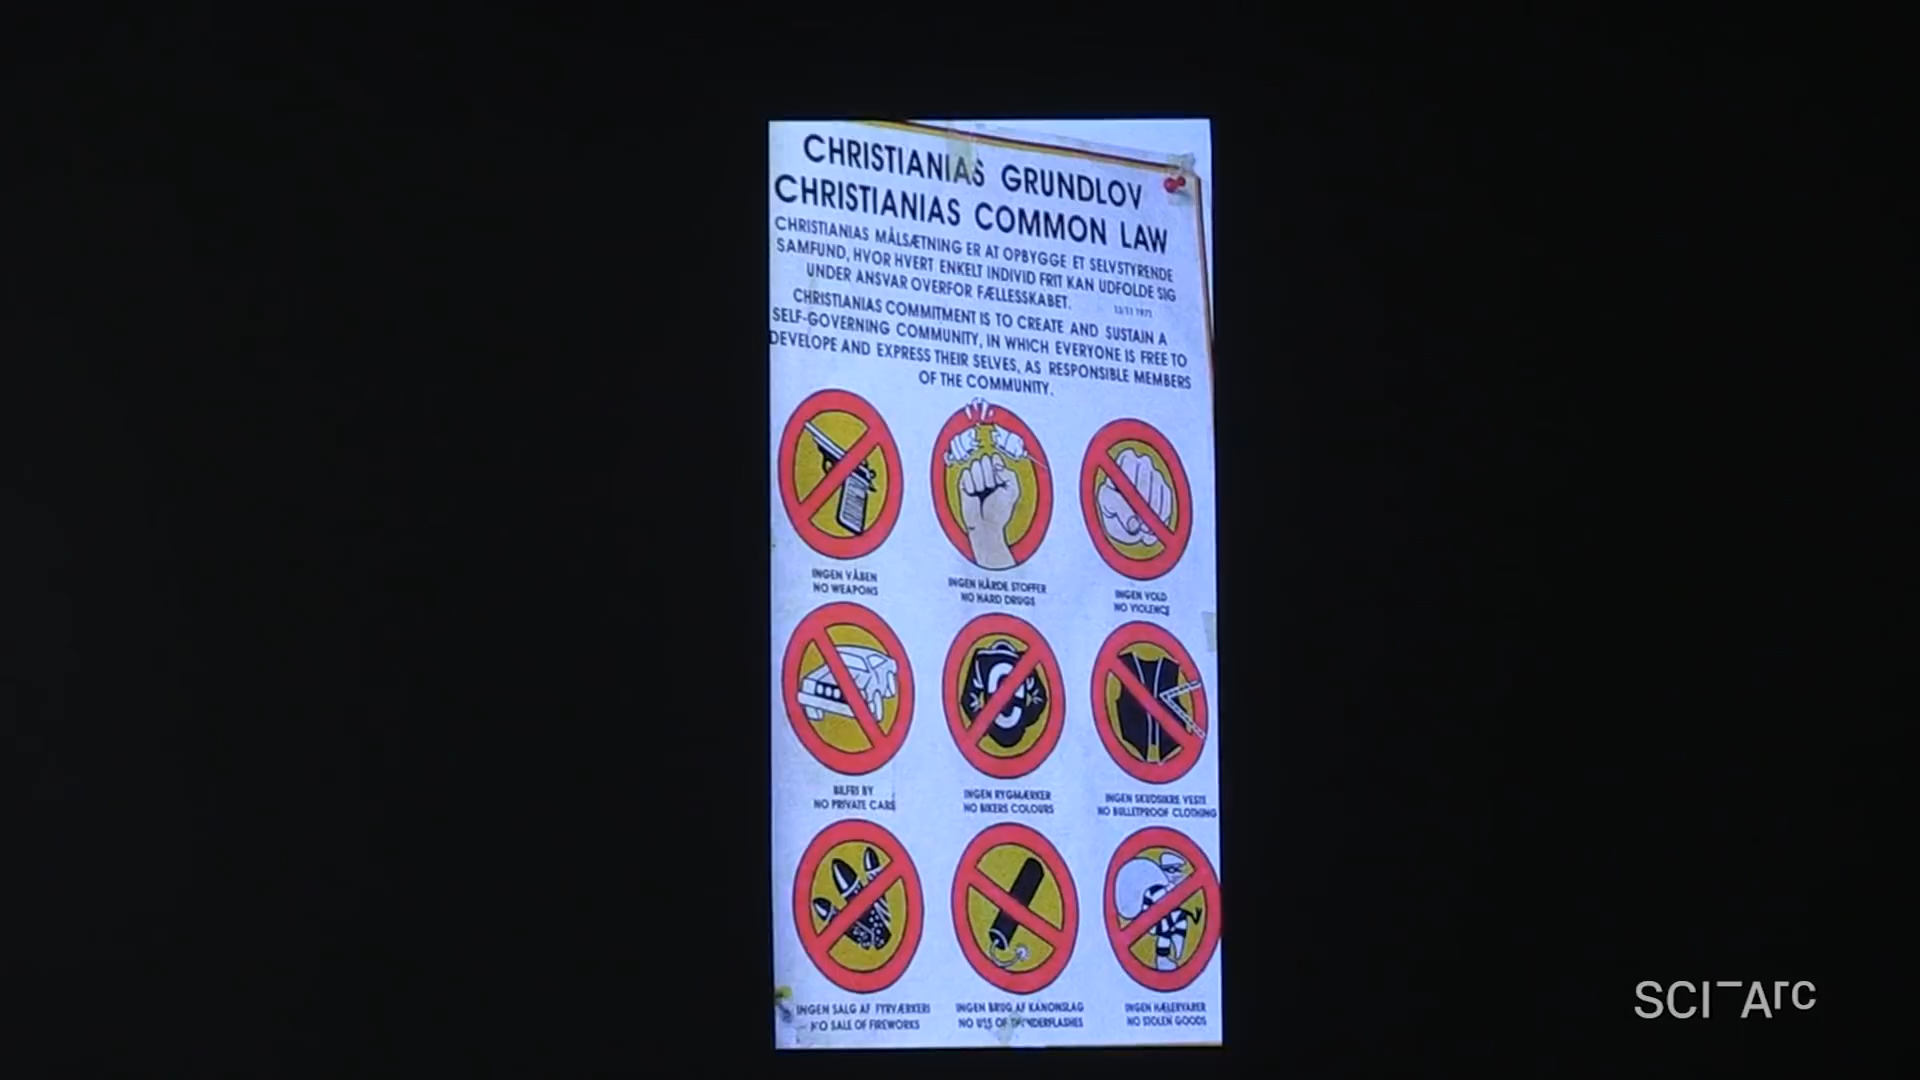 CHRISTIANIAS GRUNDLOV
CHRISTIANIAS COMMON LAW
CHRISTIANIAS MÅLSÆTNING ER AT OPBYGGE ET SELVSTYRENDE
SAMFUND, HVOR HVERT ENKELT INDIVID FRIT KAN UDFOLDE SIG
UNDER ANSVAR OVERFOR FÆLLESSKABET.
13/11 1971
CHRISTIANIAS COMMITMENT IS TO CREATE AND SUSTAIN A
SELF-GOVERNING COMMUNITY, IN WHICH EVERYONE IS FREE TO
DEVELOPE AND EXPRESS THEIR SELVES, AS RESPONSIBLE MEMBERS
OF THE COMMUNITY.
INGEN VÅBEN
NO WEAPONS
INGEN HÅRDE STOFFER
NO HARD DRUGS
INGEN VOLD
NO VIOLENCE
C
BILFRI BY
NO PRIVATE CARS
INGEN RYGMÆRKER
NO BIKERS COLOURS
INGEN SKUDSIKRE VESTE
NO BULLETPROOF CLOTHING
INGEN SALG AF FYRVÆRKERI
NO SALE OF FIREWORKS
INGEN BRUG AF KANONSLAG
NO USE OF THUNDERFLASHES
INGEN HÆLERVARER
NO STOLEN GOODS
SCI-Arc